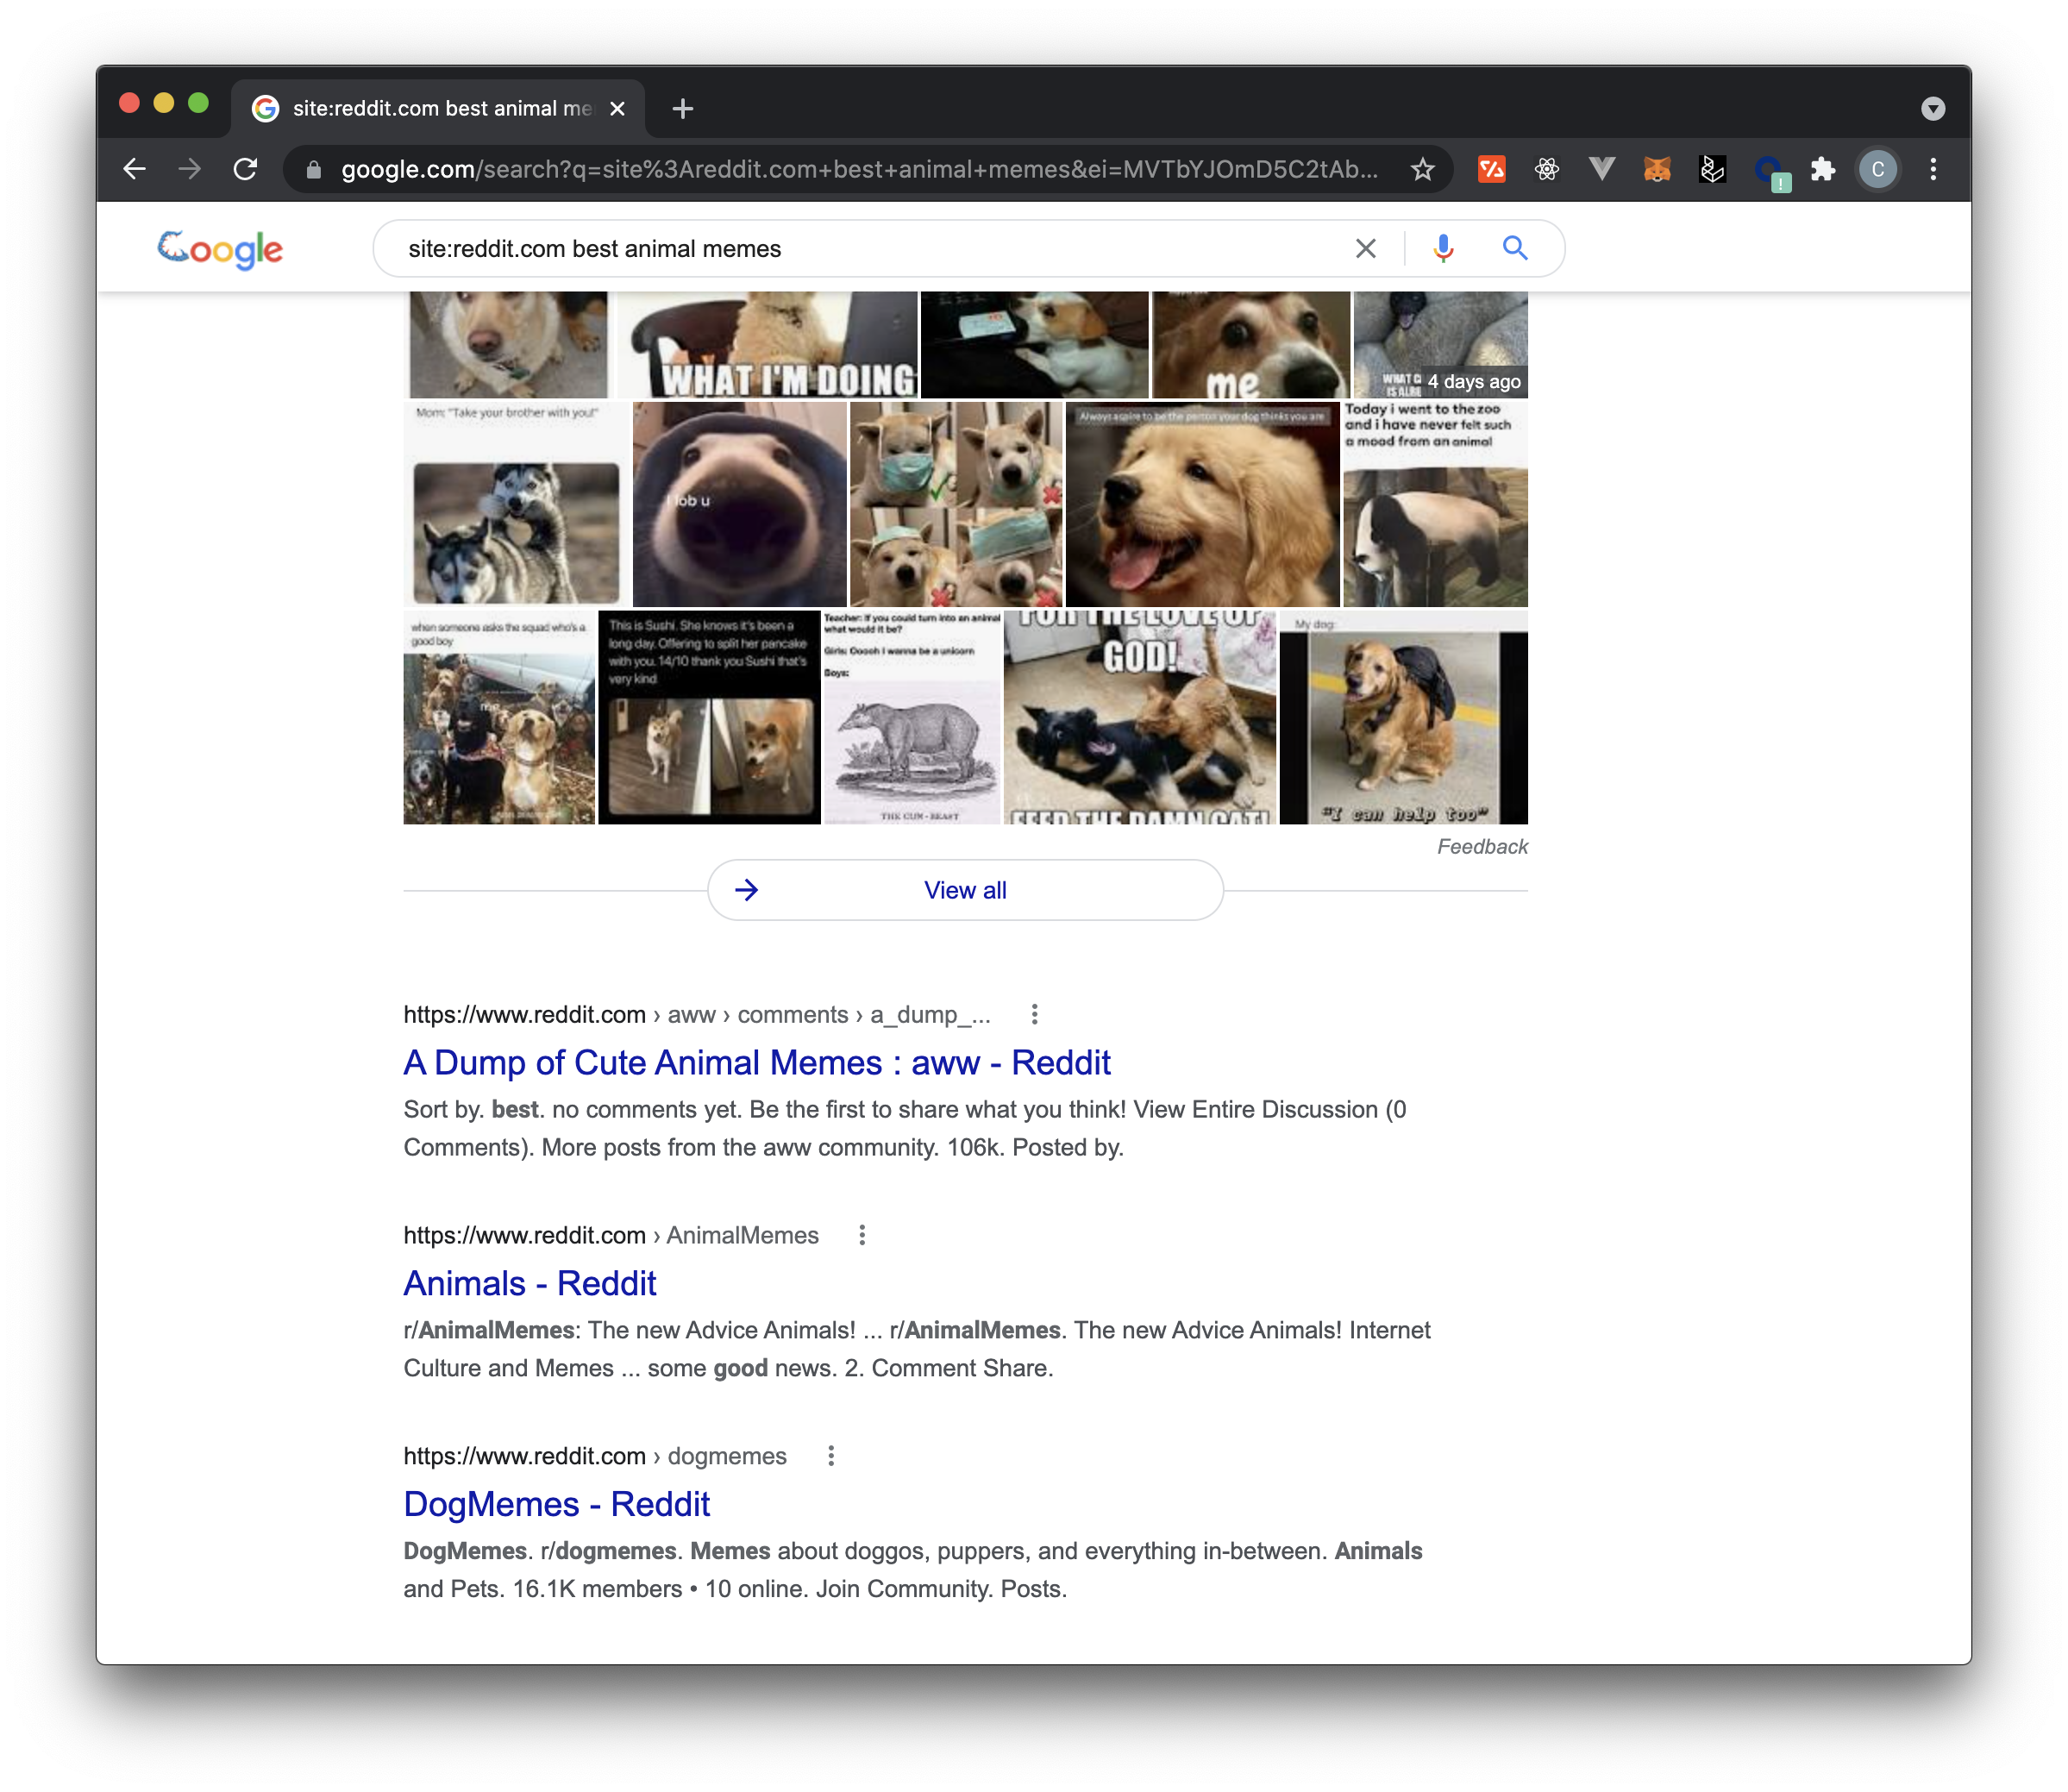 site:reddit.com best animal me
google.com/search?q=site%3Areddit.com+best+animal+memes&ei=MVTbYJOmD5C2tAb...
C
Google
site:reddit.com best animal memes
WHAT I'M DOING
me
4 days ago
Mom: "Take your brother with you!"
I lob u
Always aspire to be the person your dog thinks you are
Today i went to the zoo
and i have never felt such
a mood from an animal
when someone asks the squad who's a
good boy
me
This is Sushi. She knows it's been a
long day. Offering to split her pancake
with you. 14/10 thank you Sushi that's
very kind
Teacher: If you could turn into an animal
what would it be?
Girls: Ooooh I wanna be a unicorn
Boys:
THE CUM-BEAST
FOR THE LOVE OF
GOD!
FEED THE DAMN CAT!
My dog:
"I can help too"
Feedback
View all
https://www.reddit.com › aww › comments › a_dump_...
A Dump of Cute Animal Memes : aww - Reddit
Sort by. best. no comments yet. Be the first to share what you think! View Entire Discussion (0
Comments). More posts from the aww community. 106k. Posted by.
https://www.reddit.com › AnimalMemes
Animals - Reddit
r/AnimalMemes: The new Advice Animals! ... r/AnimalMemes. The new Advice Animals! Internet
Culture and Memes ... some good news. 2. Comment Share.
https://www.reddit.com › dogmemes
DogMemes - Reddit
DogMemes. r/dogmemes. Memes about doggos, puppers, and everything in-between. Animals
and Pets. 16.1K members • 10 online. Join Community. Posts.